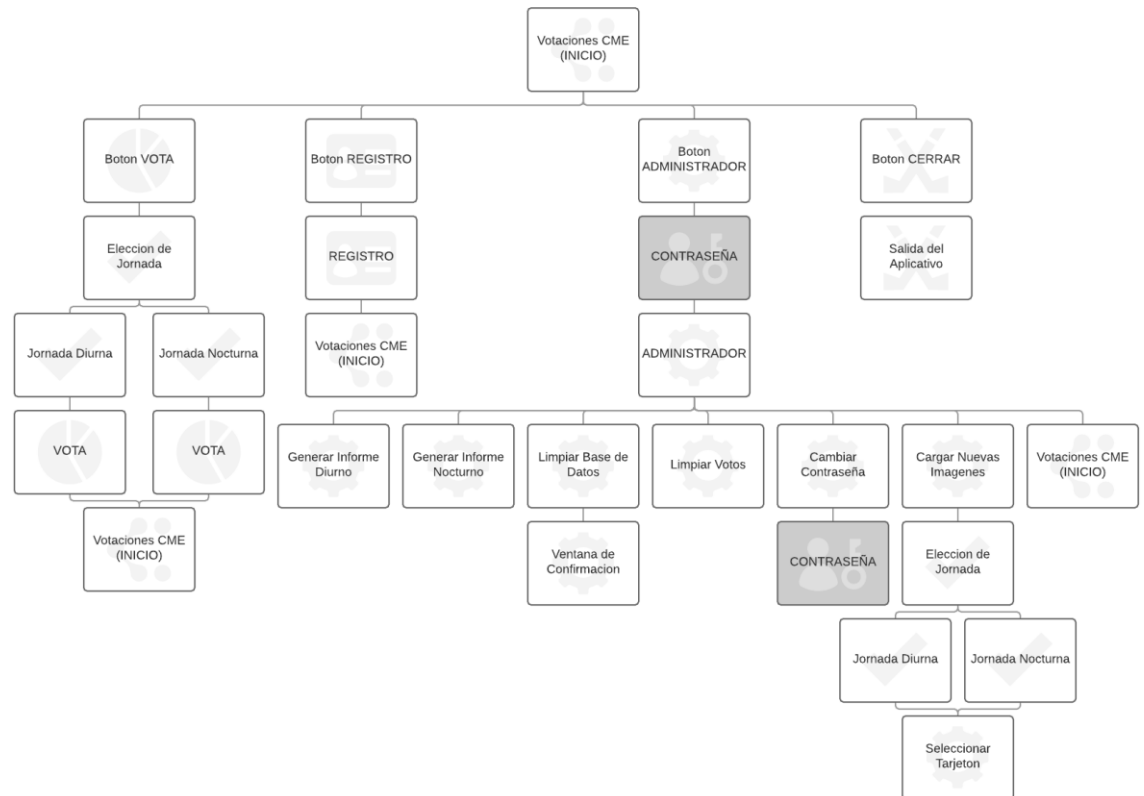 Votaciones CME
(INICIO)
Boton VOTA
Boton REGISTRO
Boton
ADMINISTRADOR
Boton CERRAR
Eleccion de
Jornada
REGISTRO
CONTRASEÑA
Salida del
Aplicativo
Jornada Diurna
Jornada Nocturna
Votaciones CME
(INICIO)
ADMINISTRADOR
VOTA
VOTA
Generar Informe
Diurno
Generar Informe
Nocturno
Limpiar Base de
Datos
Limpiar Votos
Cambiar
Contraseña
Cargar Nuevas
Imagenes
Votaciones CME
(INICIO)
Votaciones CME
(INICIO)
Ventana de
Confirmacion
CONTRASEÑA
Eleccion de
Jornada
Jornada Diurna
Jornada Nocturna
Seleccionar
Tarjeton